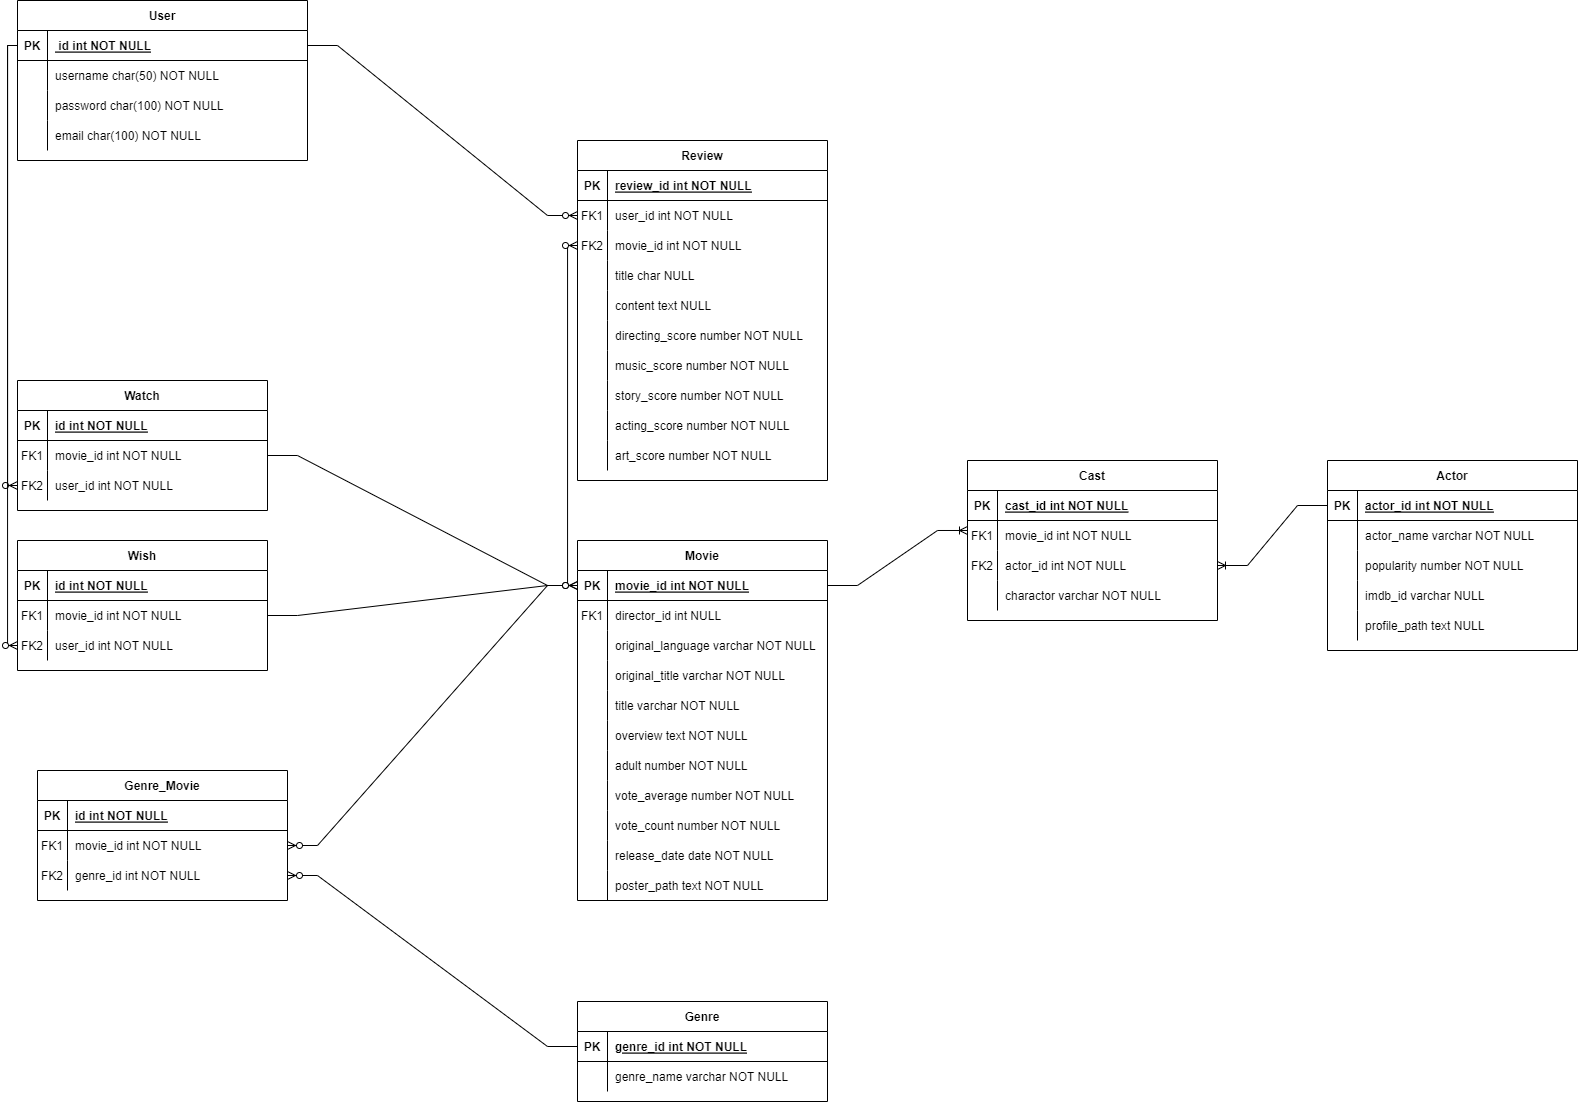 User
PK id int NOT NULL
username char(50) NOT NULL
password char(100) NOT NULL
email char(100) NOT NULL
Review
PK review_id int NOT NULL
FK1 user_id int NOT NULL
FK2 movie_id int NOT NULL
title char NULL
content text NULL
directing_score number NOT NULL
music_score number NOT NULL
story_score number NOT NULL
acting_score number NOT NULL
art_score number NOT NULL
Watch
PK id int NOT NULL
FK1 movie_id int NOT NULL
FK2 user_id int NOT NULL
Wish
PK id int NOT NULL
FK1 movie_id int NOT NULL
FK2 user_id int NOT NULL
Movie
PK movie_id int NOT NULL
FK1 director_id int NULL
original_language varchar NOT NULL
original_title varchar NOT NULL
title varchar NOT NULL
overview text NOT NULL
adult number NOT NULL
vote_average number NOT NULL
vote_count number NOT NULL
release_date date NOT NULL
poster_path text NOT NULL
Cast
PK cast_id int NOT NULL
FK1 movie_id int NOT NULL
FK2 actor_id int NOT NULL
charactor varchar NOT NULL
Actor
PK actor_id int NOT NULL
actor_name varchar NOT NULL
popularity number NOT NULL
imdb_id varchar NULL
profile_path text NULL
Genre_Movie
PK id int NOT NULL
FK1 movie_id int NOT NULL
FK2 genre_id int NOT NULL
Genre
PK genre_id int NOT NULL
genre_name varchar NOT NULL